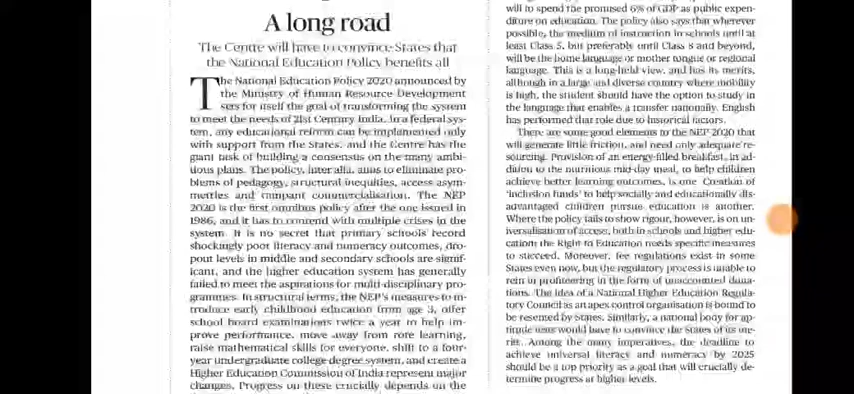 A long road
The Centre will have to convince States that
the National Education Policy benefits all
The National Education Policy 2020 announced by
the Ministry of Human Resource Development
sets for itself the goal of transforming the system
to meet the needs of 21st Century India. In a federal sys-
tem, any educational reform can be implemented only
with support from the States, and the Centre has the
giant task of building a consensus on the many ambi-
tious plans. The policy, inter alia, aims to eliminate pro-
blems of pedagogy, structural inequities, access asym-
metries and rampant commercialisation. The NEP
2020 is the first omnibus policy after the one issued in
1986, and it has to contend with multiple crises in the
system. It is no secret that primary schools record
shockingly poor literacy and numeracy outcomes, dro-
pout levels in middle and secondary schools are signif-
icant, and the higher education system has generally
failed to meet the aspirations for multi-disciplinary pro-
grammes. In structural terms, the NEP's measures to in-
troduce early childhood education from age 3, offer
school board examinations twice a year to help im-
prove performance, move away from rote learning,
raise mathematical skills for everyone, shift to a four-
year undergraduate college degree system, and create a
Higher Education Commission of India represent major
changes. Progress on these crucially depends on the
will to spend the promised 6% of GDP as public expen-
diture on education. The policy also says that wherever
possible, the medium of instruction in schools until at
least Class 5, but preferably until Class 8 and beyond,
will be the home language or mother tongue or regional
language. This is a long-held view, and has its merits,
although in a large and diverse country where mobility
is high, the student should have the option to study in
the language that enables a transfer nationally. English
has performed that role due to historical factors.
There are some good elements to the NEP 2020 that
will generate little friction, and need only adequate re-
sourcing. Provision of an energy-filled breakfast, in ad-
dition to the nutritious mid-day meal, to help children
achieve better learning outcomes, is one. Creation of
'inclusion funds' to help socially and educationally dis-
advantaged children pursue education is another.
Where the policy fails to show rigour, however, is on un-
iversalisation of access, both in schools and higher edu-
cation; the Right to Education needs specific measures
to succeed. Moreover, fee regulations exist in some
States even now, but the regulatory process is unable to
rein in profiteering in the form of unaccounted dona-
tions. The idea of a National Higher Education Regula-
tory Council as an apex control organisation is bound to
be resented by States. Similarly, a national body for ap-
titude tests would have to convince the States of its me-
rits. Among the many imperatives, the deadline to
achieve universal literacy and numeracy by 2025
should be a top priority as a goal that will crucially de-
termine progress at higher levels.